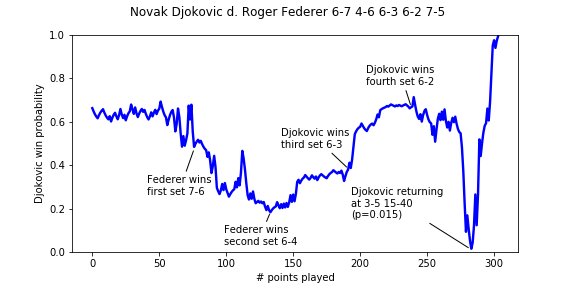 Novak Djokovic d. Roger Federer 6-7 4-6 6-3 6-2 7-5
1.0
0.8
0.6
0.4
0.2
0.0
Djokovic win probability
Djokovic wins
fourth set 6-2
Djokovic wins
third set 6-3
Federer wins
first set 7-6
Djokovic returning
at 3-5 15-40
(p=0.015)
Federer wins
second set 6-4
0
50
100
150
200
250
300
# points played